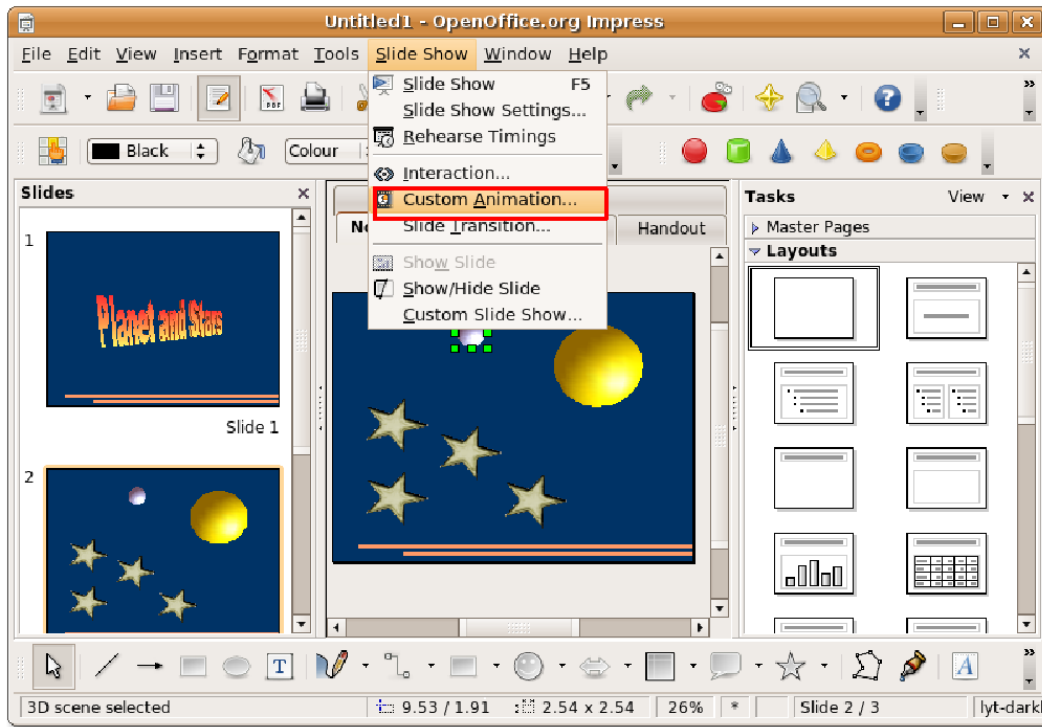 Untitled1 - OpenOffice.org Impress
File Edit View Insert Format Tools Slide Show Window Help
Slide Show F5
Slide Show Settings...
Rehearse Timings
Interaction...
Custom Animation...
Slide Transition...
Show Slide
Show/Hide Slide
Custom Slide Show...
PDF
Black
Colour
Slides
1
Planet and Stars
Slide 1
2
No
Handout
Tasks View
Master Pages
Layouts
T
A
3D scene selected 9.53 / 1.91 2.54 x 2.54 26% * Slide 2 / 3 lyt-darkl